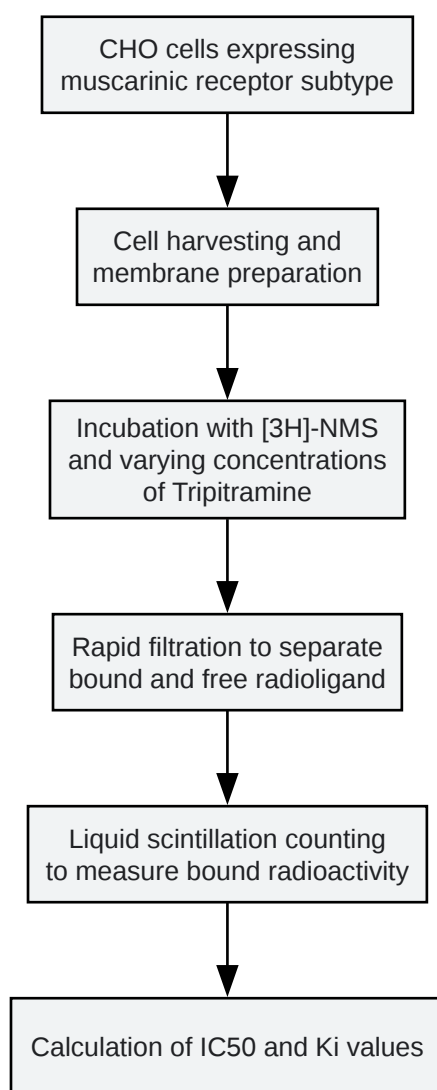 CHO cells expressing
muscarinic receptor subtype
Cell harvesting and
membrane preparation
Incubation with [3H]-NMS
and varying concentrations
of Tripitramine
Rapid filtration to separate
bound and free radioligand
Liquid scintillation counting
to measure bound radioactivity
Calculation of IC50 and Ki values